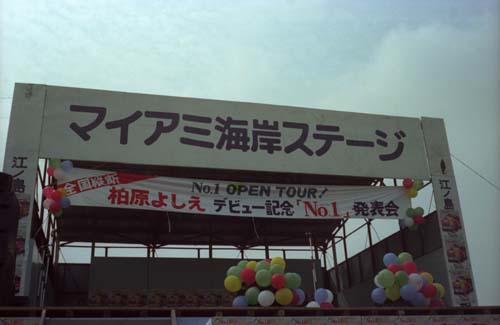 マイアミ海岸ステージ
全国縦断
No.1 OPEN TOUR!
柏原よしえ デビュー記念「No.1」発表会
江ノ島
江ノ島